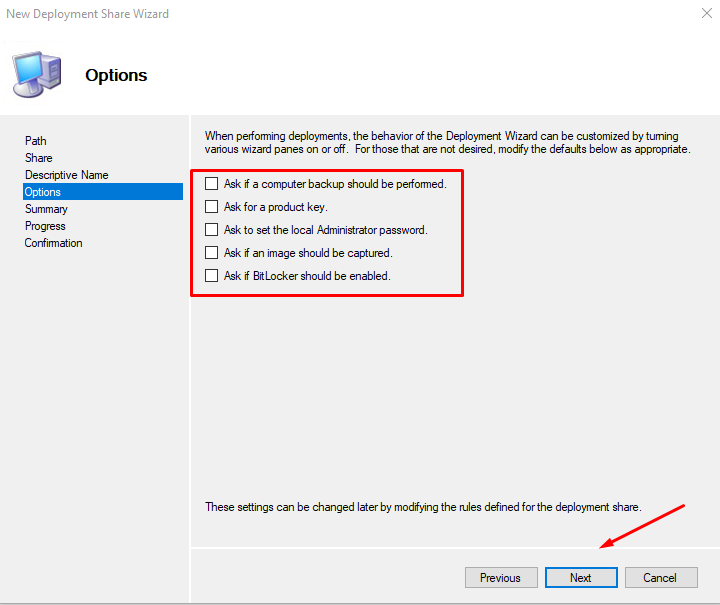 New Deployment Share Wizard
Options
Path
Share
Descriptive Name
Options
Summary
Progress
Confirmation
When performing deployments, the behavior of the Deployment Wizard can be customized by turning
various wizard panes on or off.  For those that are not desired, modify the defaults below as appropriate.
Ask if a computer backup should be performed.
Ask for a product key.
Ask to set the local Administrator password.
Ask if an image should be captured.
Ask if BitLocker should be enabled.
These settings can be changed later by modifying the rules defined for the deployment share.
Previous
Next
Cancel